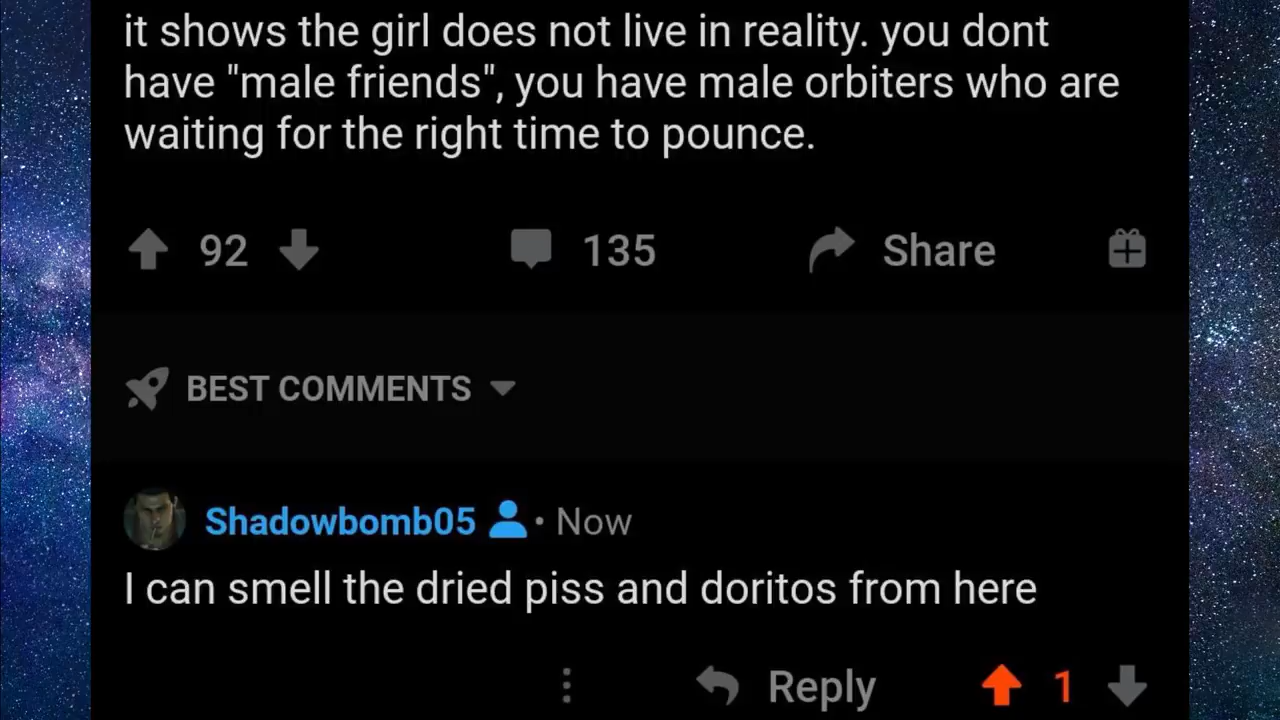 it shows the girl does not live in reality. you dont
have "male friends", you have male orbiters who are
waiting for the right time to pounce.
92 135 Share
BEST COMMENTS
Shadowbomb05 • Now
I can smell the dried piss and doritos from here
Reply 1